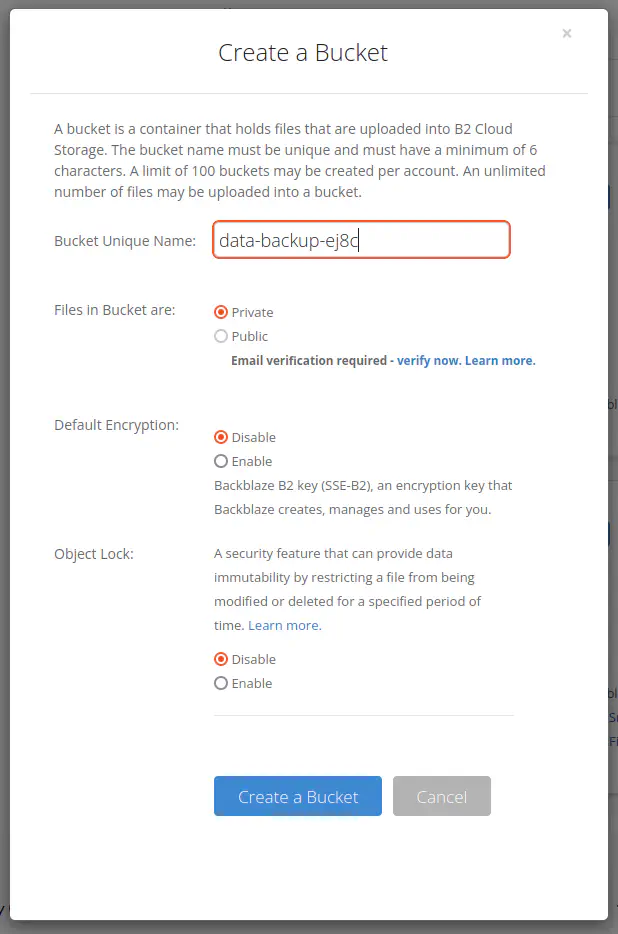 ×
Create a Bucket
A bucket is a container that holds files that are uploaded into B2 Cloud
Storage. The bucket name must be unique and must have a minimum of 6
characters. A limit of 100 buckets may be created per account. An unlimited
number of files may be uploaded into a bucket.
Bucket Unique Name: data-backup-ej8c
Files in Bucket are: Private
Public
Email verification required - verify now. Learn more.
Default Encryption:
Disable
Enable
Backblaze B2 key (SSE-B2), an encryption key that
Backblaze creates, manages and uses for you.
Object Lock: A security feature that can provide data
immutability by restricting a file from being
modified or deleted for a specified period of
time. Learn more.
Disable
Enable
Create a Bucket Cancel